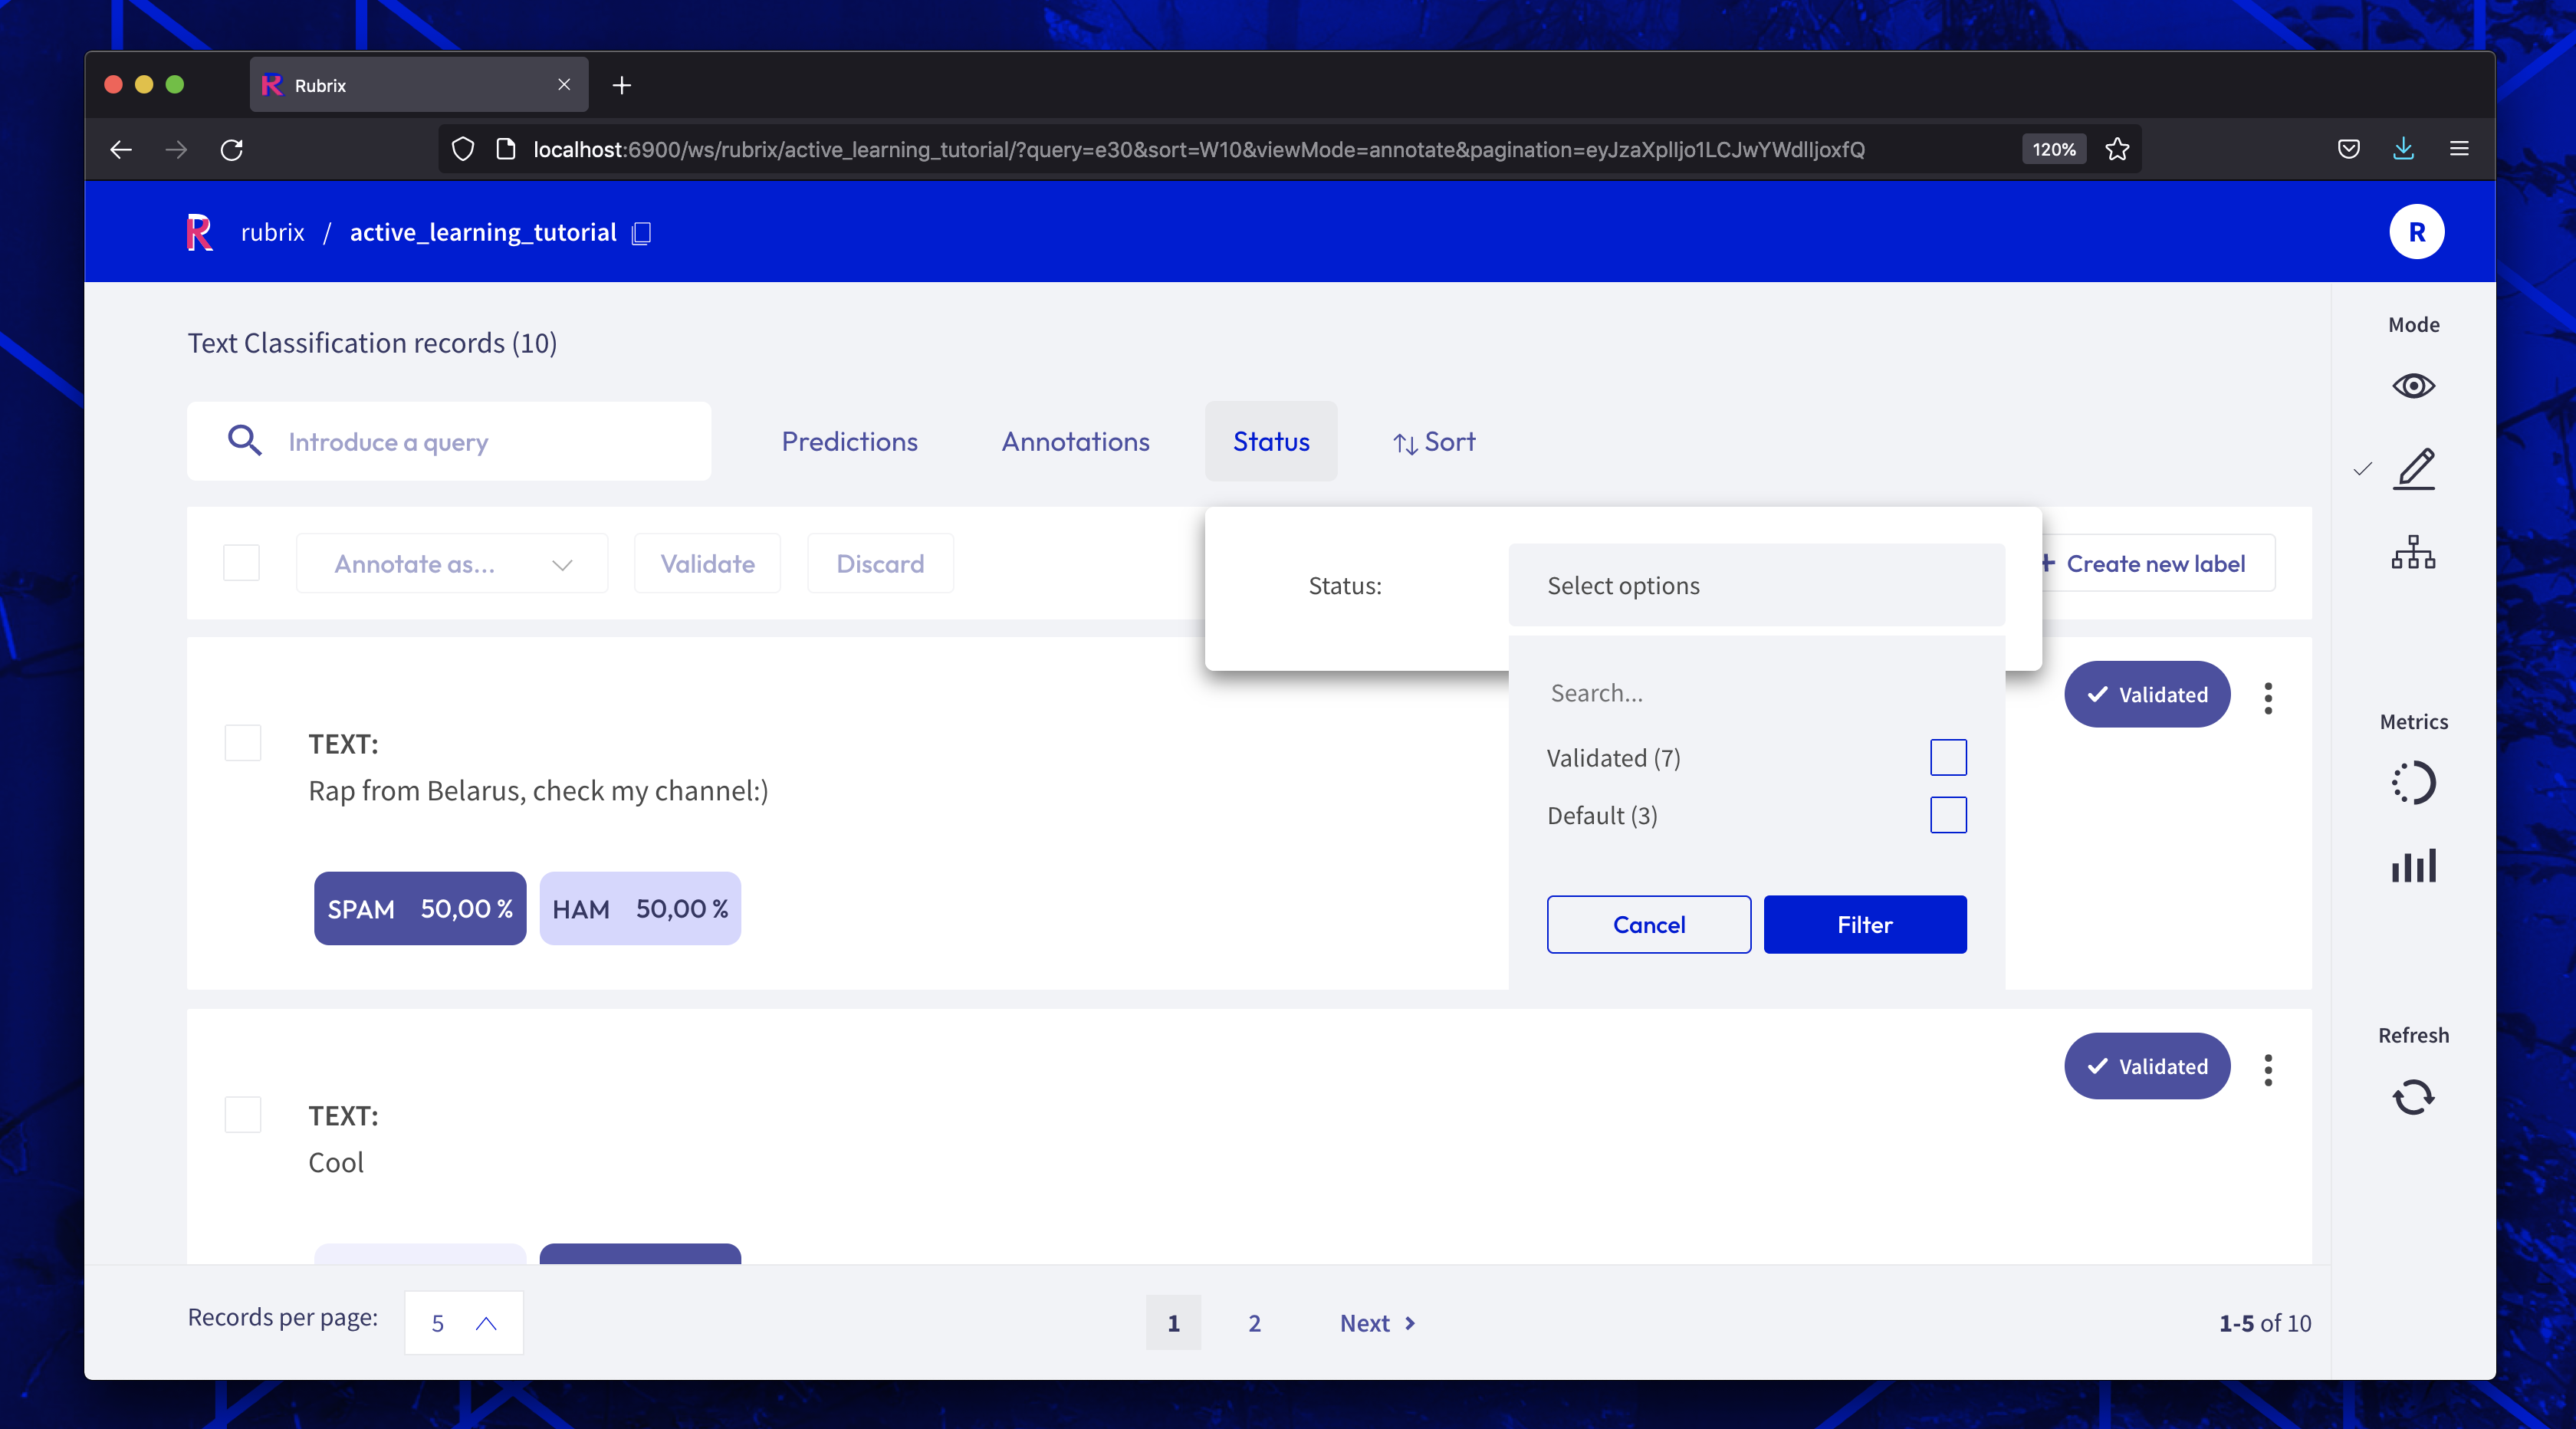 Rubrix
localhost:6900/ws/rubrix/active_learning_tutorial/?query=e30&sort=W10&viewMode=annotate&pagination=eyJzaXplIjo1LCJwYWdlIjoxfQ
120%
R rubrix / active_learning_tutorial
R
Text Classification records (10)
Introduce a query
Predictions
Annotations
Status
Sort
Annotate as...
Validate
Discard
+ Create new label
Status:
Select options
Search...
Validated (7)
Default (3)
Cancel
Filter
Validated
TEXT:
Rap from Belarus, check my channel:)
SPAM 50,00 %
HAM 50,00 %
Validated
TEXT:
Cool
Records per page:
5
1
2
Next
1-5 of 10
Mode
Metrics
Refresh